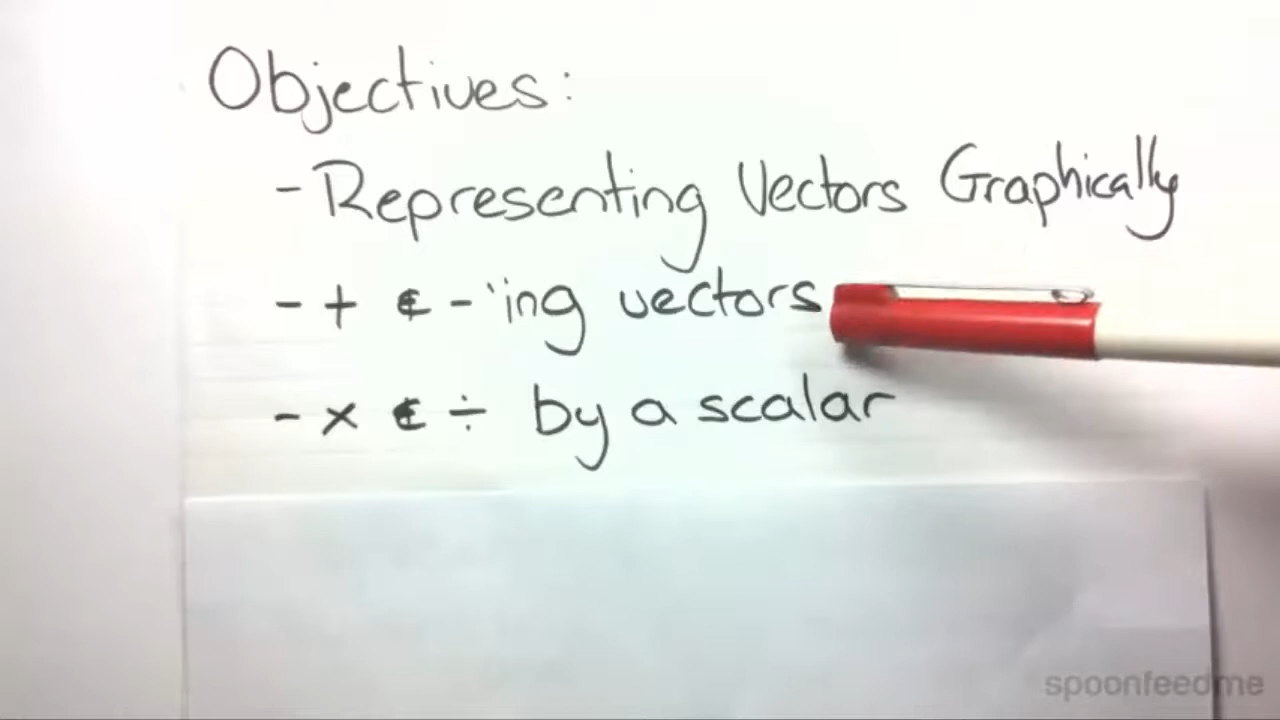 Objectives:
- Representing Vectors Graphically
- + & -'ing vectors
- × & ÷ by a scalar
spoonfeedme